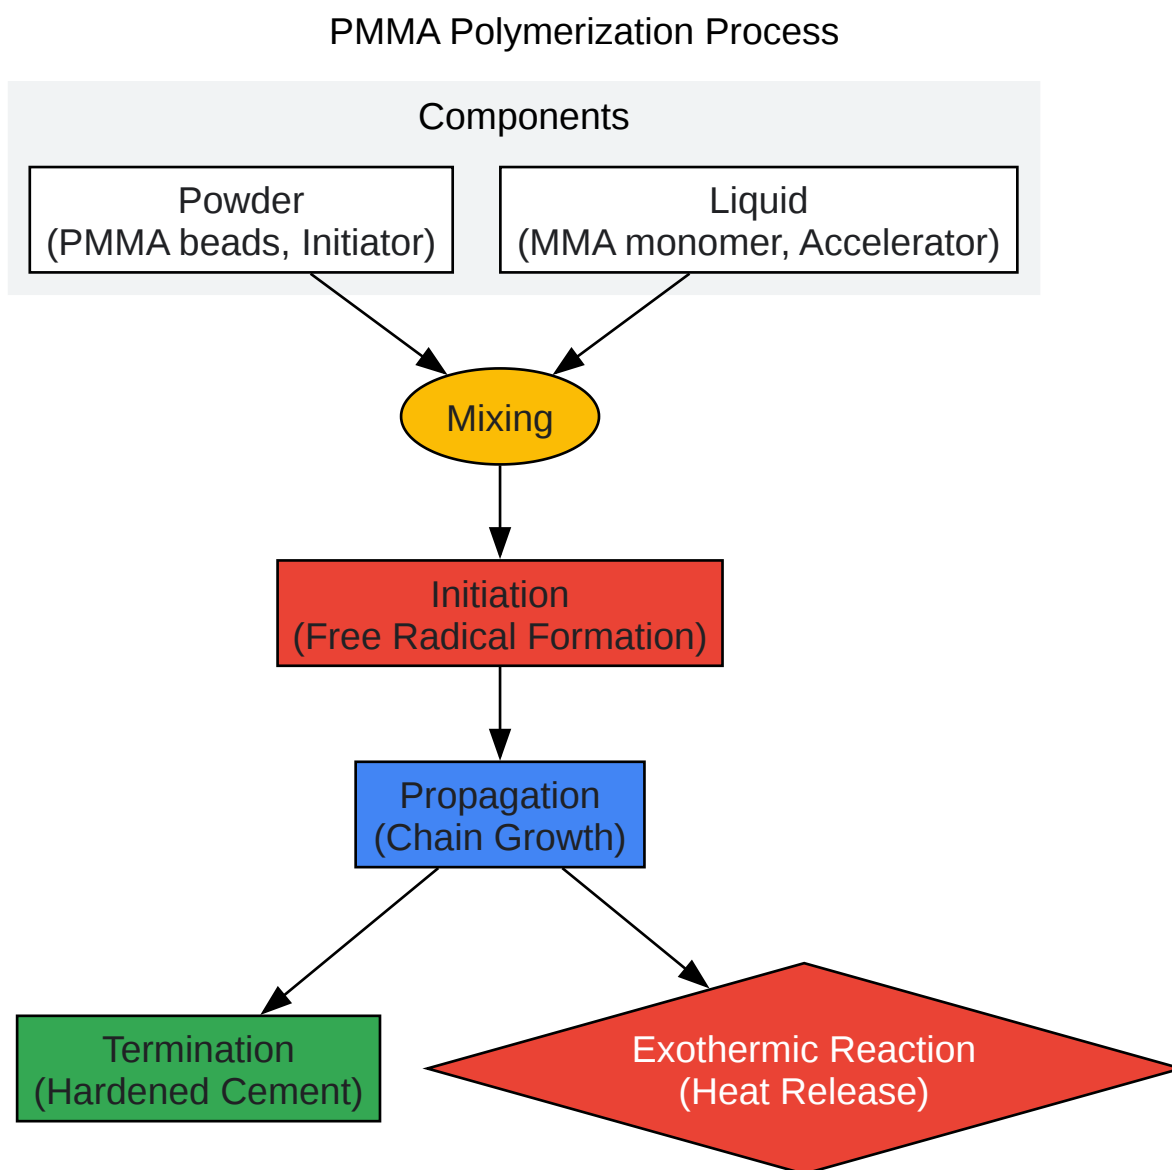 PMMA Polymerization Process
Components
Powder
(PMMA beads, Initiator)
Liquid
(MMA monomer, Accelerator)
Mixing
Initiation
(Free Radical Formation)
Propagation
(Chain Growth)
Termination
(Hardened Cement)
Exothermic Reaction
(Heat Release)